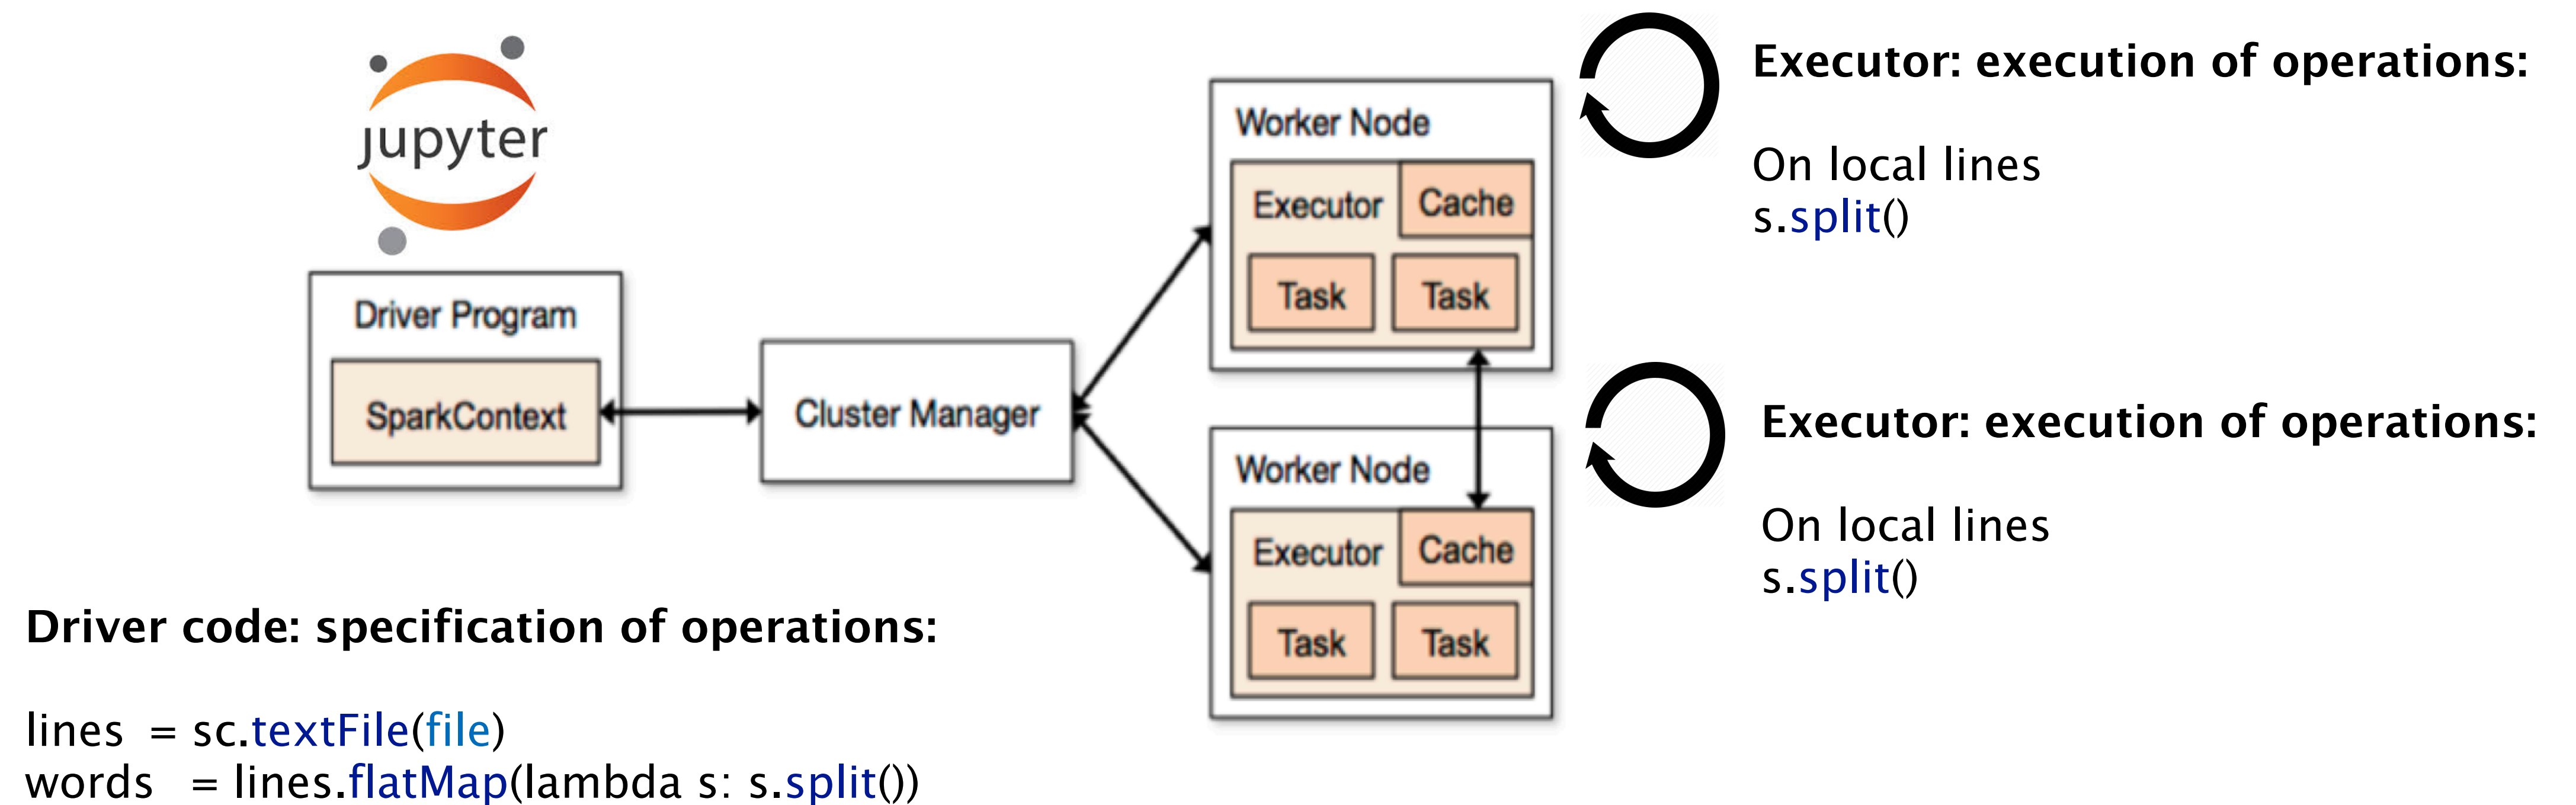 jupyter
Driver Program
SparkContext
Cluster Manager
Worker Node
Executor
Cache
Task
Task
Executor: execution of operations:
On local lines
s.split()
Worker Node
Executor
Cache
Task
Task
Executor: execution of operations:
On local lines
s.split()
Driver code: specification of operations:
lines = sc.textFile(file)
words = lines.flatMap(lambda s: s.split())